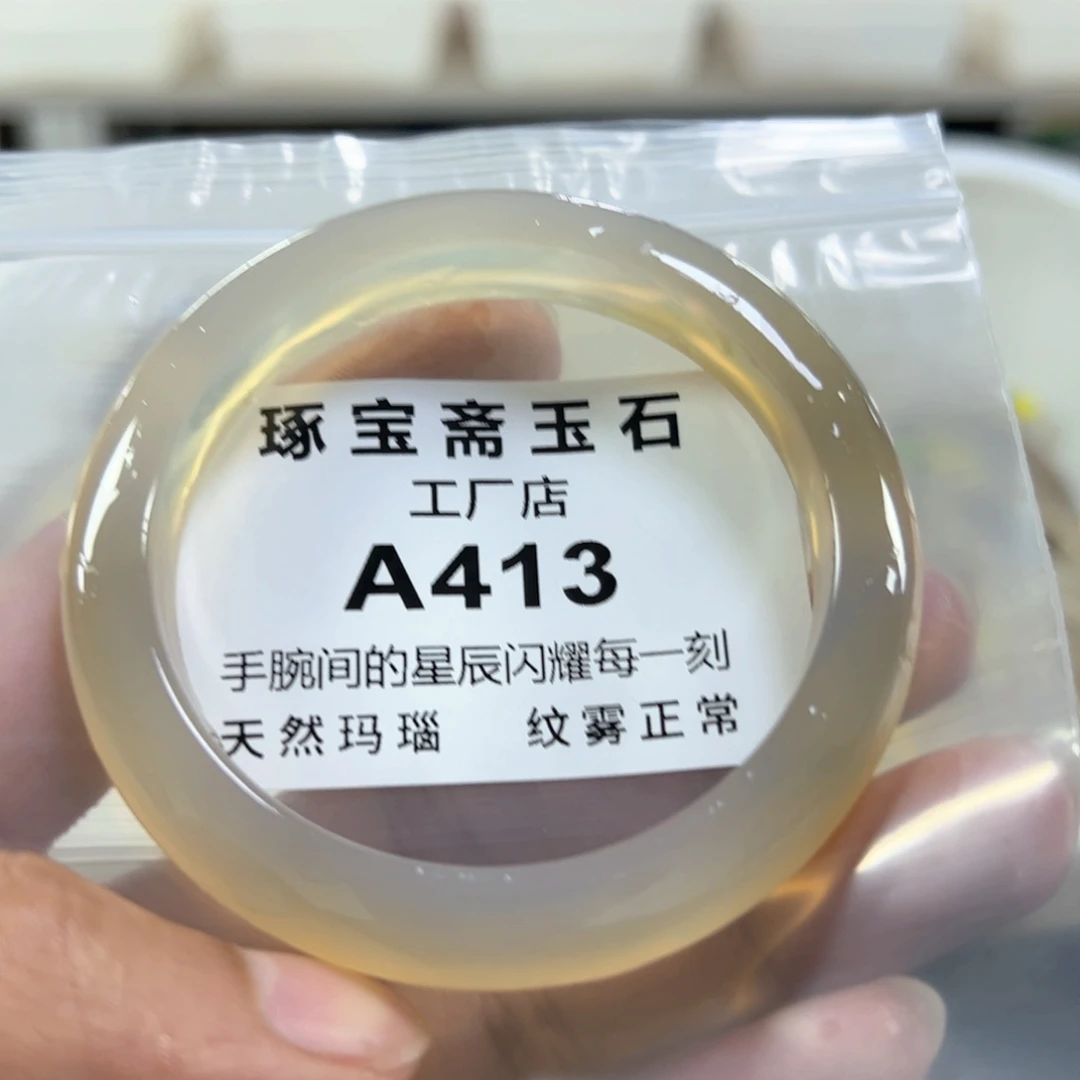 琢宝斋玉石
工厂店
A413
手腕间的星辰闪耀每一刻
天然玛瑙 纹雾正常